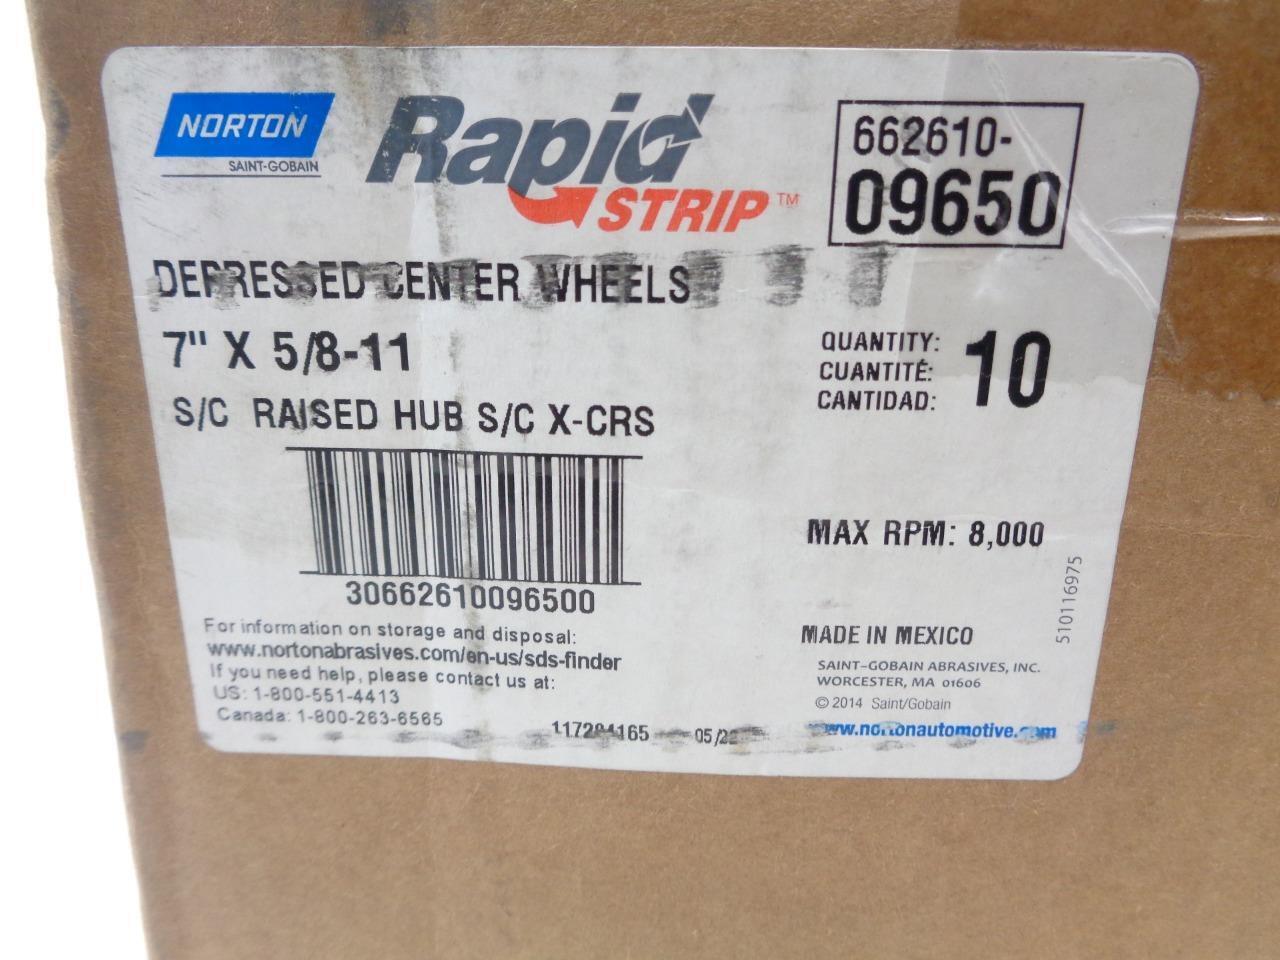 NORTON
SAINT-GOBAIN
Rapid
STRIP™
662610-
09650
DEPRESSED CENTER WHEELS
7" X 5/8-11
S/C RAISED HUB S/C X-CRS
QUANTITY:
CUANTITÉ:
CANTIDAD:
10
30662610096500
MAX RPM: 8,000
510116975
For information on storage and disposal:
www.nortonabrasives.com/en-us/sds-finder
If you need help, please contact us at:
US: 1-800-551-4413
Canada: 1-800-263-6565
MADE IN MEXICO
SAINT-GOBAIN ABRASIVES, INC.
WORCESTER, MA 01606
© 2014 Saint/Gobain
www.nortonautomotive.com